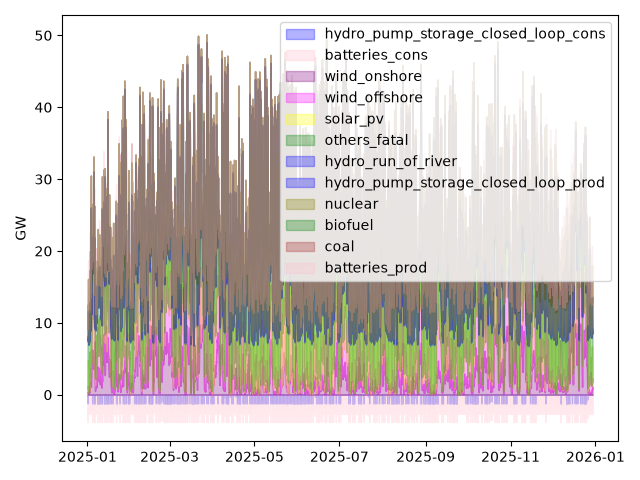 50
40
30
20
10
0
GW
hydro_pump_storage_closed_loop_cons
batteries_cons
wind_onshore
wind_offshore
solar_pv
others_fatal
hydro_run_of_river
hydro_pump_storage_closed_loop_prod
nuclear
biofuel
coal
batteries_prod
2025-01 2025-03 2025-05 2025-07 2025-09 2025-11 2026-01